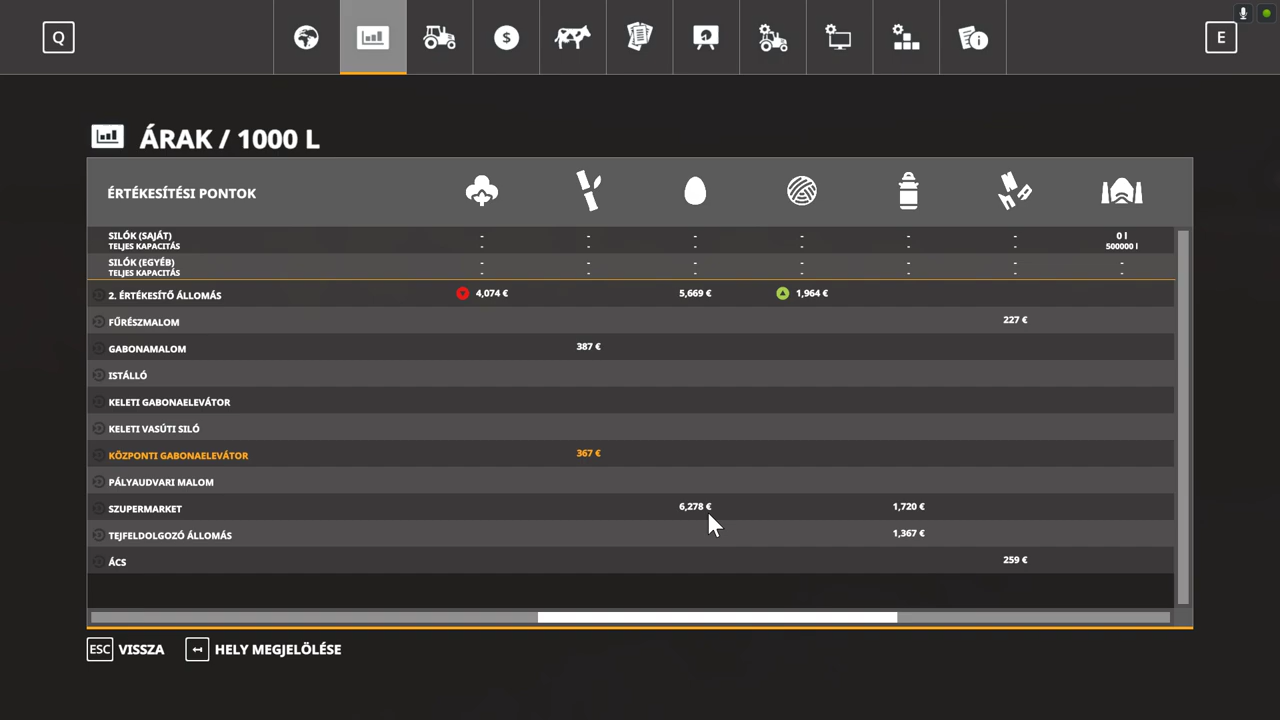 Q
E
ÁRAK / 1000 L
ÉRTÉKESÍTÉSI PONTOK
SILÓK (SAJÁT) - - - - - - 0 l
TELJES KAPACITÁS - - - - - - 500000 l
SILÓK (EGYÉB) - - - - - - -
TELJES KAPACITÁS - - - - - - -
2. ÉRTÉKESÍTŐ ÁLLOMÁS 4,074 € 5,669 € 1,964 €
FŰRÉSZMALOM 227 €
GABONAMALOM 387 €
ISTÁLLÓ
KELETI GABONAELEVÁTOR
KELETI VASÚTI SILÓ
KÖZPONTI GABONAELEVÁTOR 367 €
PÁLYAUDVARI MALOM
SZUPERMARKET 6,278 € 1,720 €
TEJFELDOLGOZÓ ÁLLOMÁS 1,367 €
ÁCS 259 €
ESC VISSZA HELY MEGJELÖLÉSE